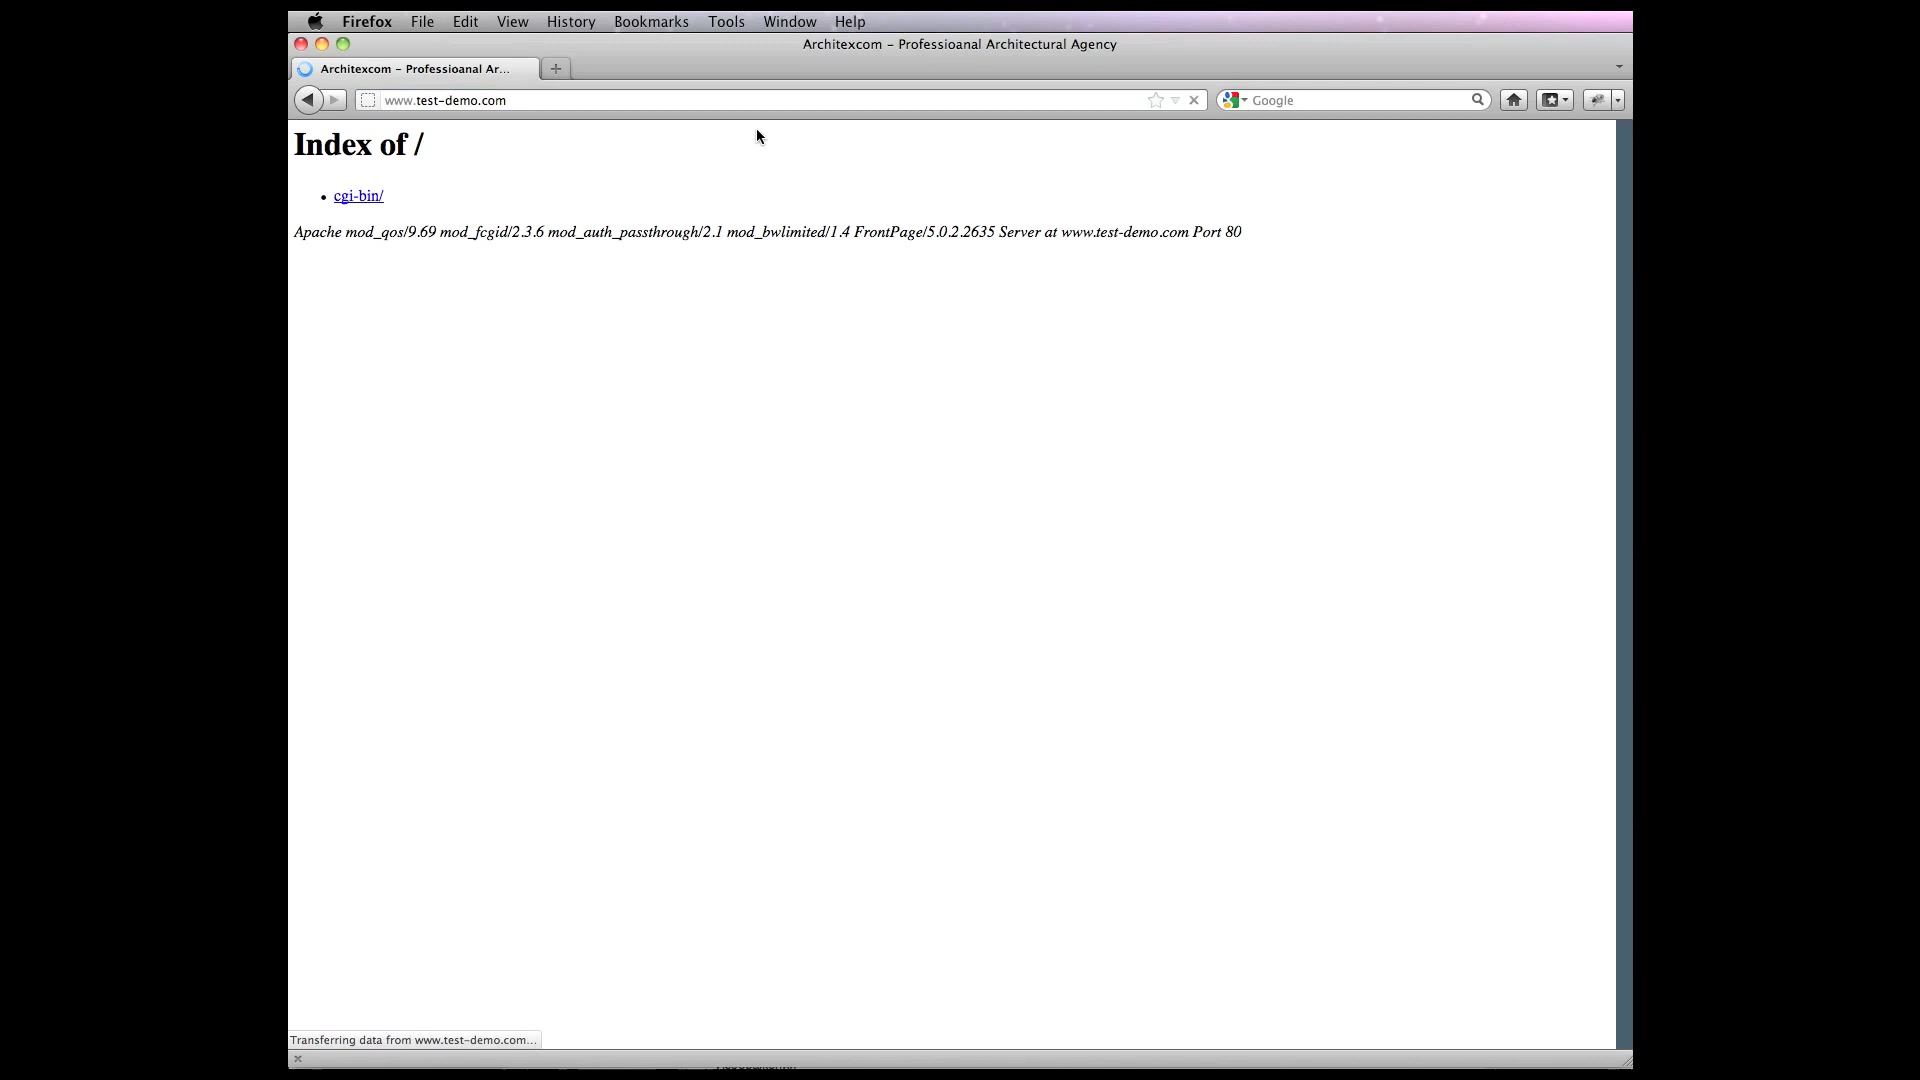 Firefox File Edit View History Bookmarks Tools Window Help
Architexcom – Professioanal Architectural Agency
Architexcom – Professioanal Ar...
www.test-demo.com
Google
Index of /
cgi-bin/
Apache mod_qos/9.69 mod_fcgid/2.3.6 mod_auth_passthrough/2.1 mod_bwlimited/1.4 FrontPage/5.0.2.2635 Server at www.test-demo.com Port 80
Transferring data from www.test-demo.com...